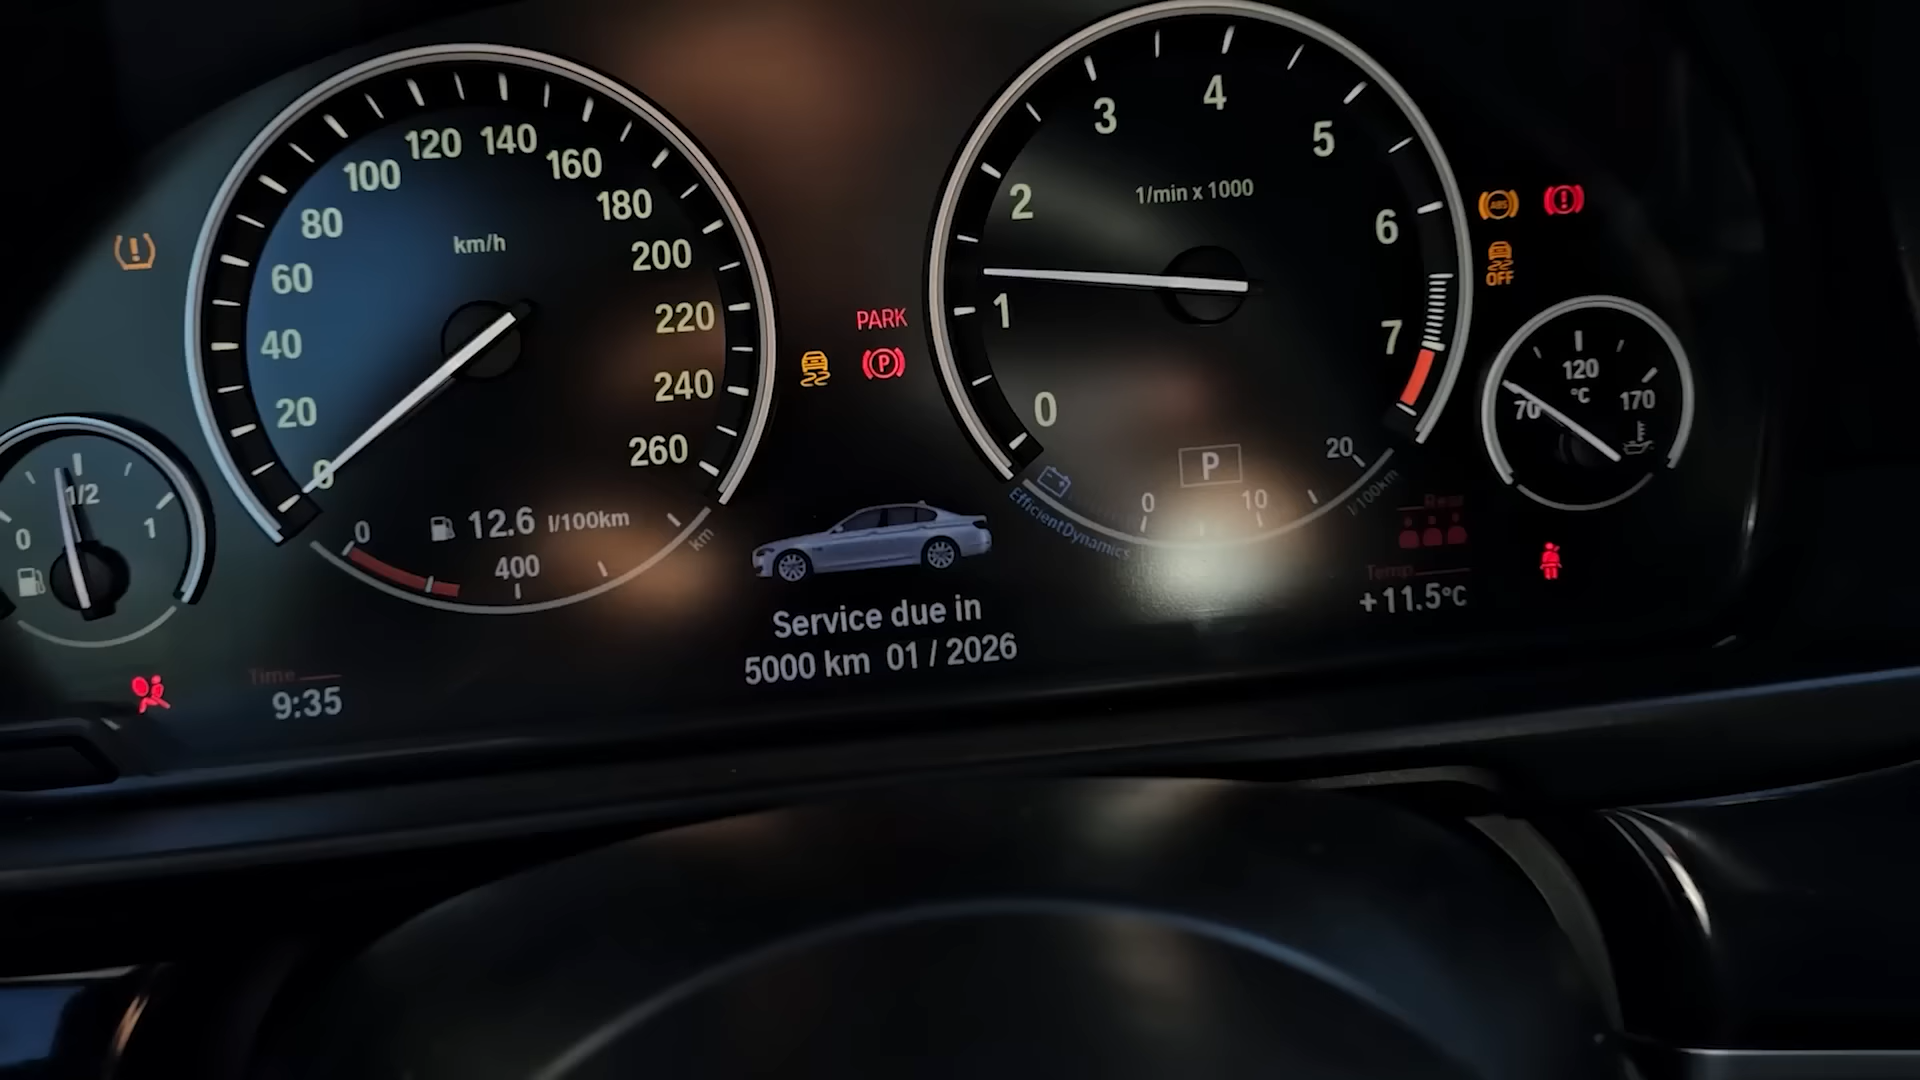 0
20
40
60
80
100
120
140
160
180
200
220
240
260
km/h
0
1/2
1
12.6 l/100km
0
400
km
Time
9:35
PARK
P
Service due in
5000 km 01 / 2026
0
1
2
3
4
5
6
7
1/min x 1000
P
0
10
20
l/100km
EfficientDynamics
ABS
OFF
70
120
°C
170
Rear
Temp
+11.5°C